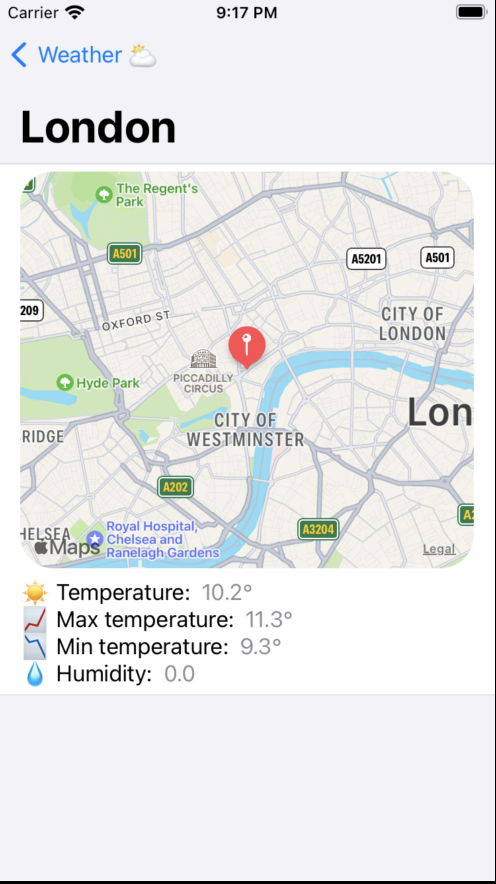 Carrier 9:17 PM
Weather
London
The Regent's
Park
A501
A5201
A501
209
OXFORD ST
CITY OF
LONDON
PICCADILLY
CIRCUS
Hyde Park
Lon
RIDGE
CITY OF
WESTMINSTER
A202
A3204
HELSEA
Royal Hospital,
Chelsea and
Ranelagh Gardens
Maps
Legal
Temperature: 10.2°
Max temperature: 11.3°
Min temperature: 9.3°
Humidity: 0.0